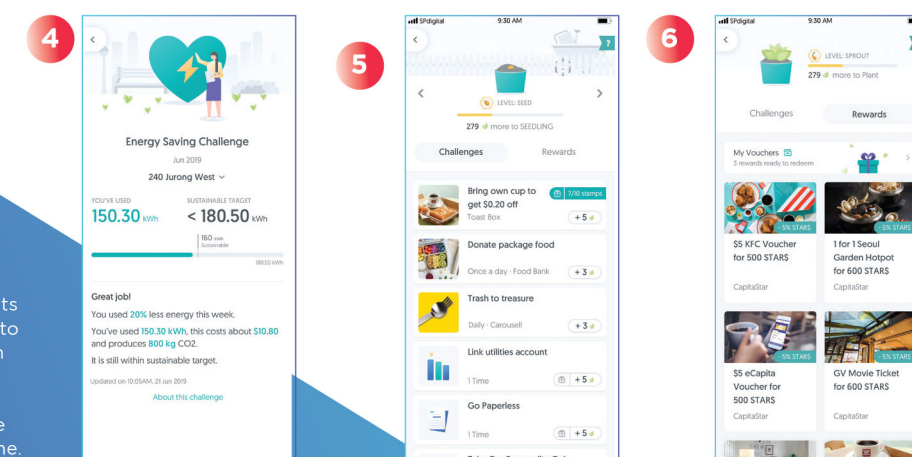 4
Energy Saving Challenge
Jun 2019
240 Jurong West
YOU'VE USED
150.30 kWh
SUSTAINABLE TARGET
< 180.50 kWh
160
Sustainable
Great job!
You used 20% less energy this week.
You've used 150.30 kWh, this costs about $10.80
and produces 800 kg CO2.
It is still within sustainable target.
Updated on 10:05AM, 21 Jun 2019
About this challenge
5
SPdigital
9:30 AM
?
LEVEL: SEED
279 more to SEEDLING
Challenges
Rewards
Bring own cup to
get $0.20 off
Toast Box
7/10 stamps
+ 5
Donate package food
Once a day · Food Bank
+ 3
Trash to treasure
Daily · Carousell
+ 3
Link utilities account
1 Time
+ 5
Go Paperless
1 Time
+ 5
6
SPdigital
9:30 AM
LEVEL: SPROUT
279 more to Plant
Challenges
Rewards
My Vouchers
3 rewards ready to redeem
- 5% STAR$
$5 KFC Voucher
for 500 STAR$
CapitaStar
- 5% STAR$
1 for 1 Seoul
Garden Hotpot
for 600 STAR$
CapitaStar
- 5% STAR$
$5 eCapita
Voucher for
500 STAR$
CapitaStar
- 5% STAR$
GV Movie Ticket
for 600 STAR$
CapitaStar
to